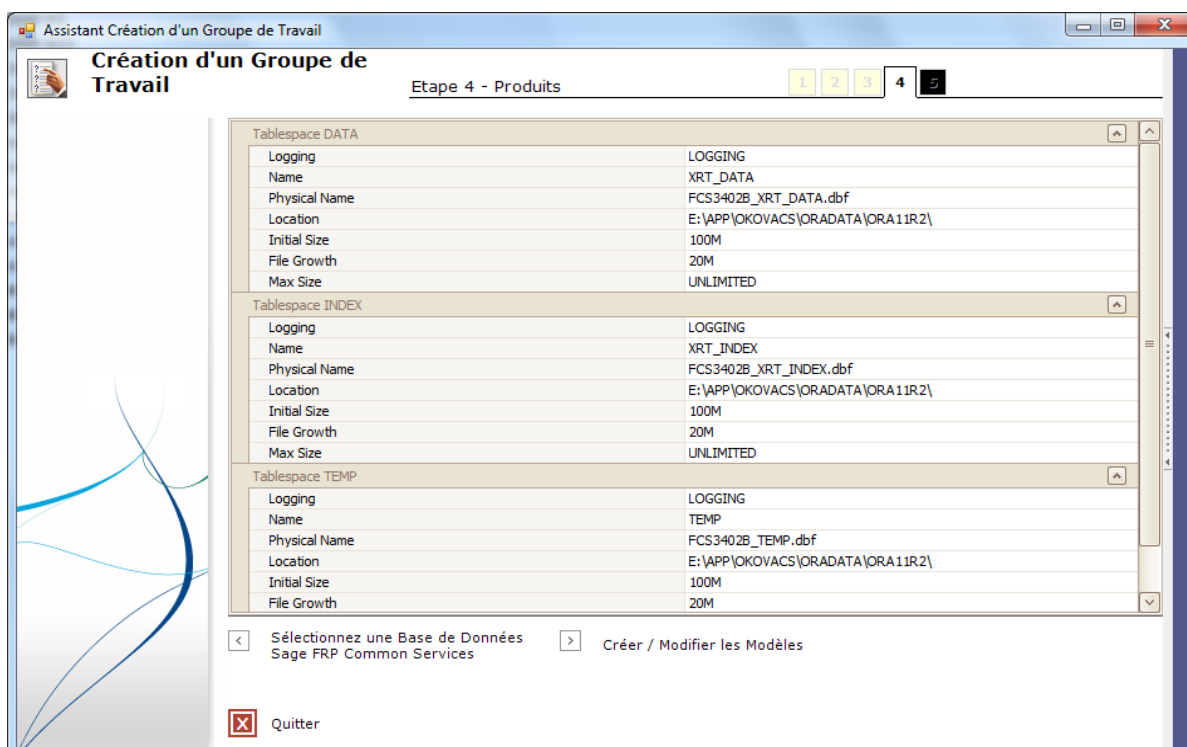 Assistant Création d'un Groupe de Travail
Création d'un Groupe de
Travail
Etape 4 - Produits
1 2 3 4 5
Tablespace DATA
Logging LOGGING
Name XRT_DATA
Physical Name FCS3402B_XRT_DATA.dbf
Location E:\APP\OKOVACS\ORADATA\ORA11R2\
Initial Size 100M
File Growth 20M
Max Size UNLIMITED
Tablespace INDEX
Logging LOGGING
Name XRT_INDEX
Physical Name FCS3402B_XRT_INDEX.dbf
Location E:\APP\OKOVACS\ORADATA\ORA11R2\
Initial Size 100M
File Growth 20M
Max Size UNLIMITED
Tablespace TEMP
Logging LOGGING
Name TEMP
Physical Name FCS3402B_TEMP.dbf
Location E:\APP\OKOVACS\ORADATA\ORA11R2\
Initial Size 100M
File Growth 20M
Sélectionnez une Base de Données
Sage FRP Common Services
Créer / Modifier les Modèles
Quitter